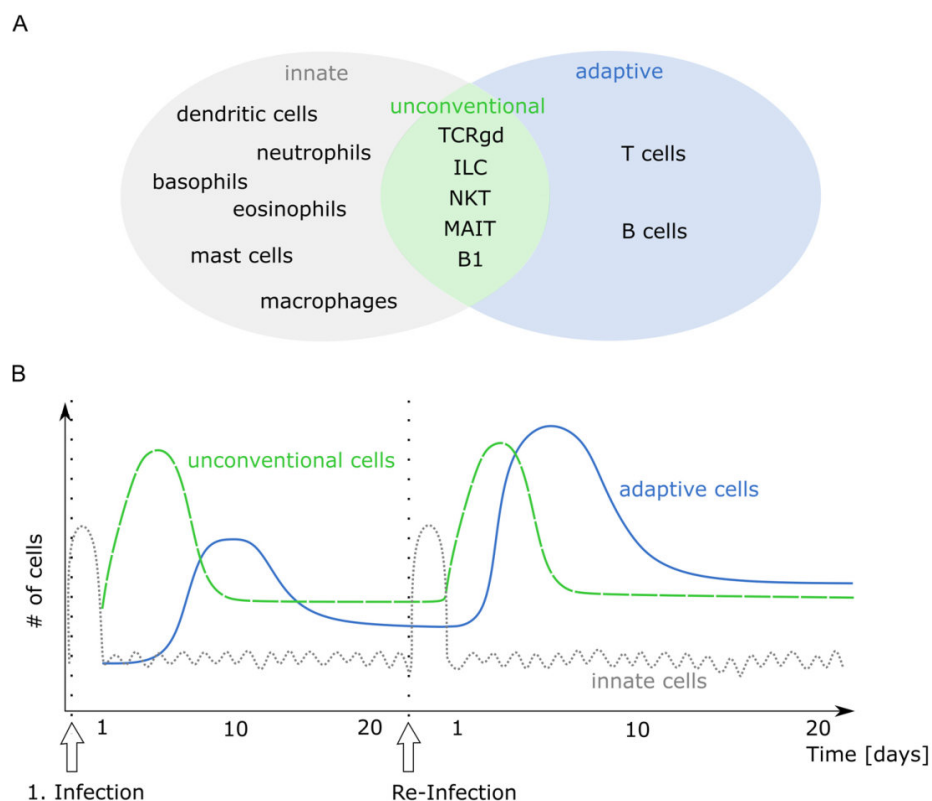 A
innate
adaptive
unconventional
dendritic cells
TCRgd
neutrophils
T cells
ILC
basophils
NKT
eosinophils
MAIT
B cells
mast cells
B1
macrophages
B
unconventional cells
adaptive cells
# of cells
innate cells
1 10 20 1 10 20
Time [days]
1. Infection
Re-Infection